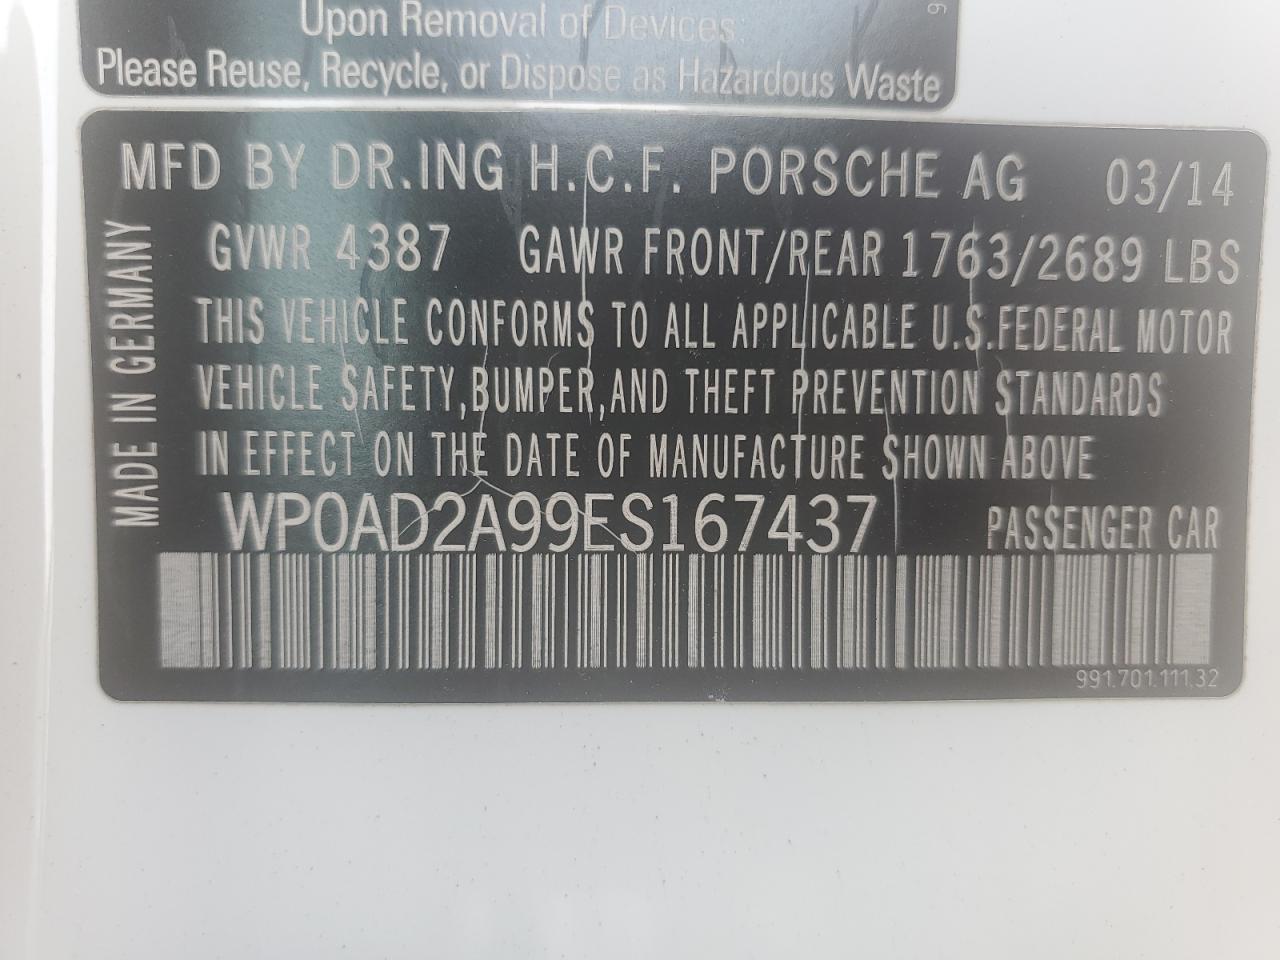 Upon Removal of Devices.
Please Reuse, Recycle, or Dispose as Hazardous Waste
MFD BY DR.ING H.C.F. PORSCHE AG 03/14
GVWR 4387 GAWR FRONT/REAR 1763/2689 LBS
THIS VEHICLE CONFORMS TO ALL APPLICABLE U.S.FEDERAL MOTOR
VEHICLE SAFETY,BUMPER,AND THEFT PREVENTION STANDARDS
IN EFFECT ON THE DATE OF MANUFACTURE SHOWN ABOVE
WP0AD2A99ES167437 PASSENGER CAR
991.701.111.32
MADE IN GERMANY